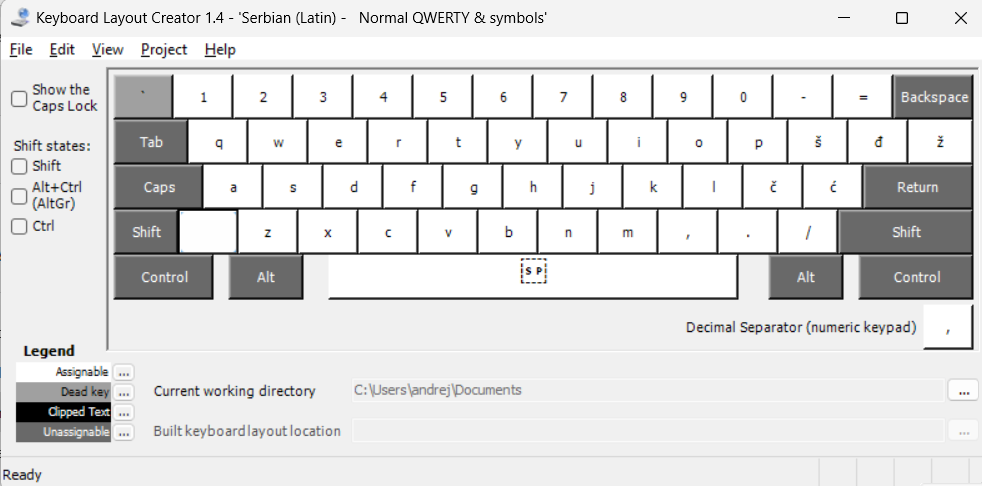 Keyboard Layout Creator 1.4 - 'Serbian (Latin) -   Normal QWERTY & symbols'
File Edit View Project Help
Show the
Caps Lock
Shift states:
Shift
Alt+Ctrl
(AltGr)
Ctrl
` 1 2 3 4 5 6 7 8 9 0 - = Backspace
Tab q w e r t y u i o p š đ ž
Caps a s d f g h j k l č ć Return
Shift z x c v b n m , . / Shift
Control Alt SP Alt Control
Decimal Separator (numeric keypad) ,
Legend
Assignable ...
Dead key ...
Clipped Text ...
Unassignable ...
Current working directory C:\Users\andrej\Documents ...
Built keyboard layout location ...
Ready